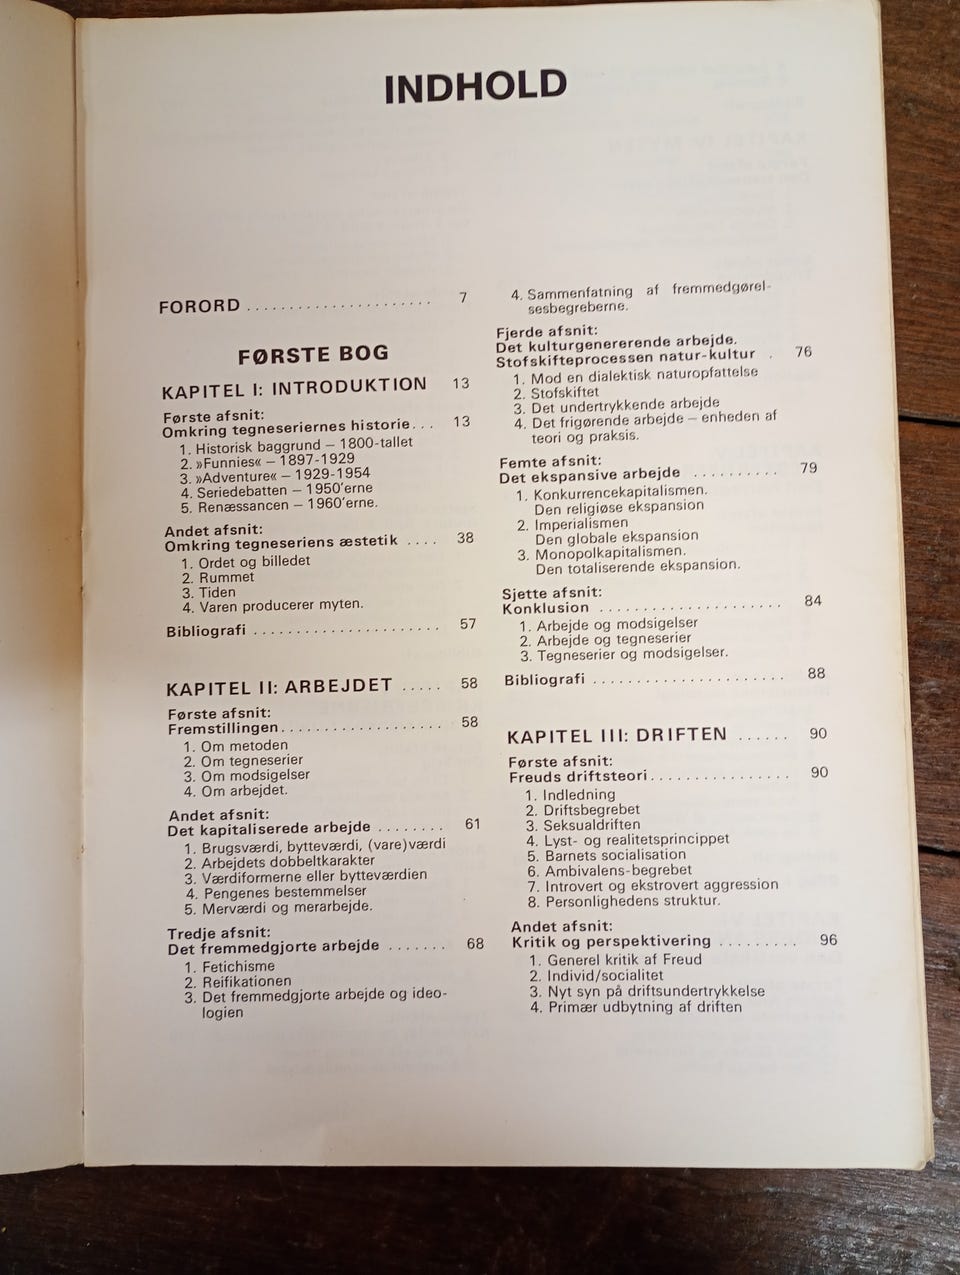 INDHOLD
FORORD ...................... 7
FØRSTE BOG
KAPITEL I: INTRODUKTION 13
Første afsnit:
Omkring tegneseriernes historie... 13
1. Historisk baggrund – 1800-tallet
2. »Funnies« – 1897-1929
3. »Adventure« – 1929-1954
4. Seriedebatten – 1950'erne
5. Renæssancen – 1960'erne.
Andet afsnit:
Omkring tegneseriens æstetik .... 38
1. Ordet og billedet
2. Rummet
3. Tiden
4. Varen producerer myten.
Bibliografi ...................... 57
KAPITEL II: ARBEJDET ..... 58
Første afsnit:
Fremstillingen................... 58
1. Om metoden
2. Om tegneserier
3. Om modsigelser
4. Om arbejdet.
Andet afsnit:
Det kapitaliserede arbejde ........ 61
1. Brugsværdi, bytteværdi, (vare)værdi
2. Arbejdets dobbeltkarakter
3. Værdiformerne eller bytteværdien
4. Pengenes bestemmelser
5. Merværdi og merarbejde.
Tredje afsnit:
Det fremmedgjorte arbejde ....... 68
1. Fetichisme
2. Reifikationen
3. Det fremmedgjorte arbejde og ideo-
logien
4. Sammenfatning af fremmedgørel-
sesbegreberne.
Fjerde afsnit:
Det kulturgenererende arbejde.
Stofskifteprocessen natur-kultur . 76
1. Mod en dialektisk naturopfattelse
2. Stofskiftet
3. Det undertrykkende arbejde
4. Det frigørende arbejde – enheden af
teori og praksis.
Femte afsnit:
Det ekspansive arbejde .......... 79
1. Konkurrencekapitalismen.
Den religiøse ekspansion
2. Imperialismen
Den globale ekspansion
3. Monopolkapitalismen.
Den totaliserende ekspansion.
Sjette afsnit:
Konklusion ..................... 84
1. Arbejde og modsigelser
2. Arbejde og tegneserier
3. Tegneserier og modsigelser.
Bibliografi ...................... 88
KAPITEL III: DRIFTEN ...... 90
Første afsnit:
Freuds driftsteori................ 90
1. Indledning
2. Driftsbegrebet
3. Seksualdriften
4. Lyst- og realitetsprincippet
5. Barnets socialisation
6. Ambivalens-begrebet
7. Introvert og ekstrovert aggression
8. Personlighedens struktur.
Andet afsnit:
Kritik og perspektivering ......... 96
1. Generel kritik af Freud
2. Individ/socialitet
3. Nyt syn på driftsundertrykkelse
4. Primær udbytning af driften